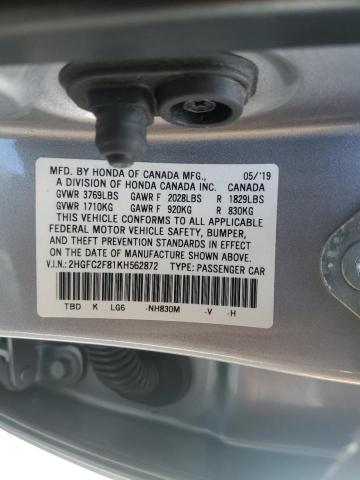 MFD. BY HONDA OF CANADA MFG., 05/'19
A DIVISION OF HONDA CANADA INC. CANADA
GVWR 3769LBS GAWR F 2028LBS R 1829LBS
GVWR 1710KG GAWR F 920KG R 830KG
THIS VEHICLE CONFORMS TO ALL APPLICABLE
FEDERAL MOTOR VEHICLE SAFETY, BUMPER,
AND THEFT PREVENTION STANDARDS IN EFFECT
ON THE DATE OF MANUFACTURE SHOWN ABOVE.
V.I.N.: 2HGFC2F81KH562872 TYPE: PASSENGER CAR
TBD K LG6 -NH830M -V -H